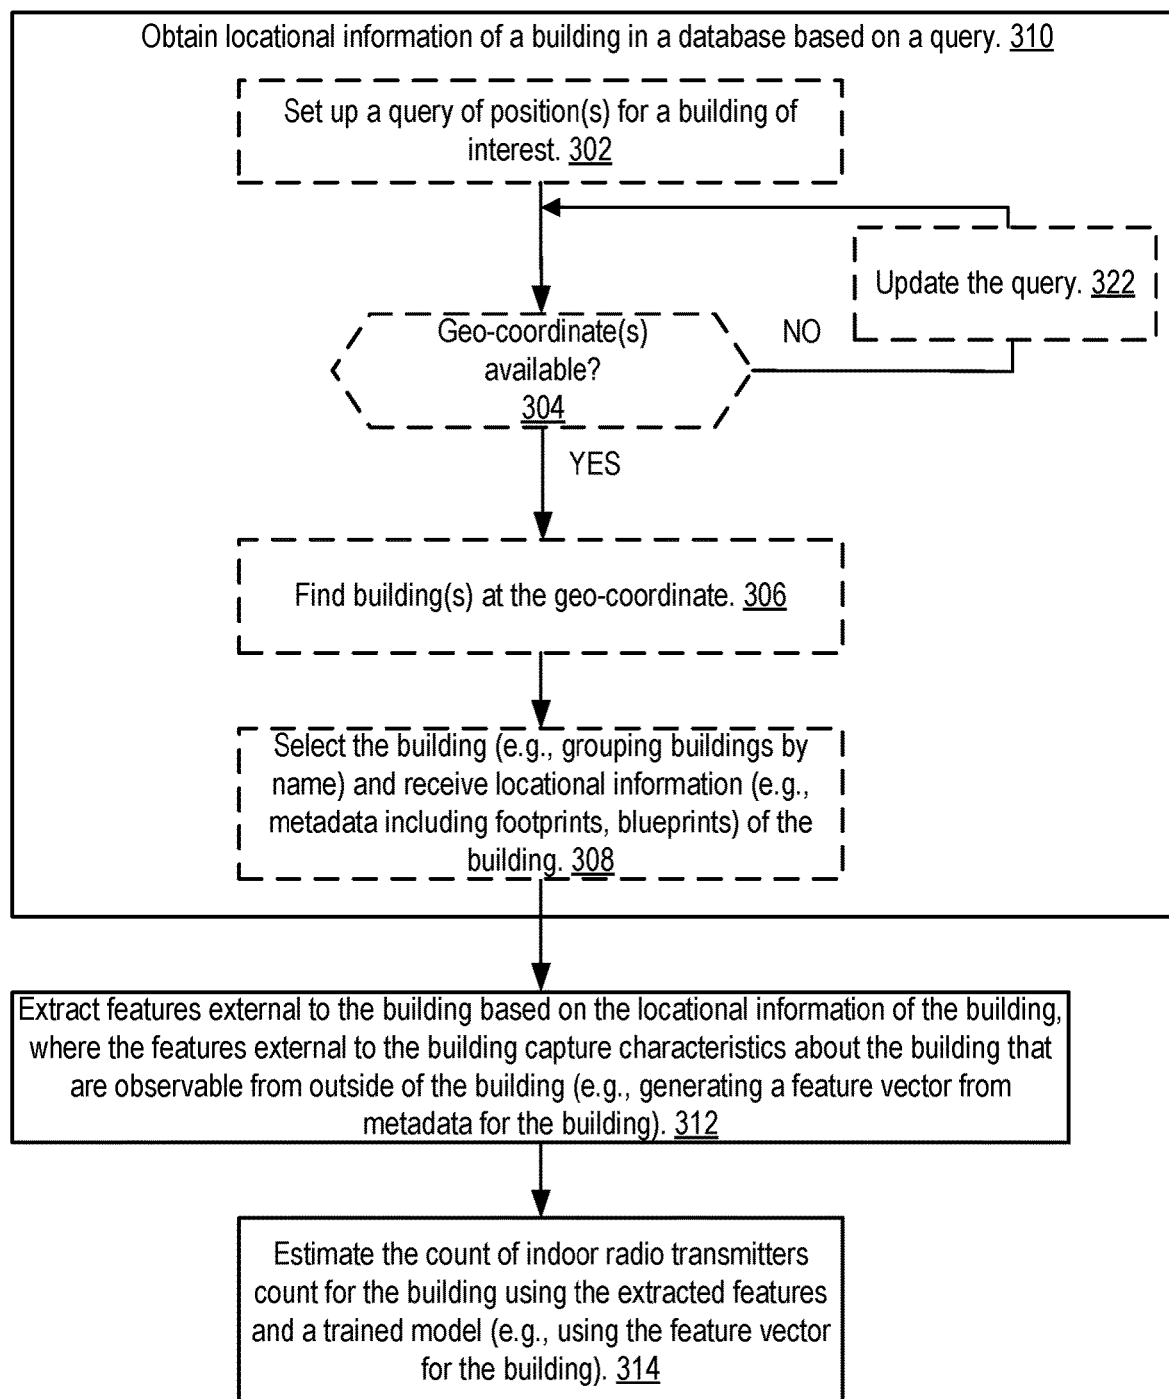 Obtain locational information of a building in a database based on a query. 310
Set up a query of position(s) for a building of
interest. 302
Update the query. 322
Geo-coordinate(s)
available?
304
NO
YES
Find building(s) at the geo-coordinate. 306
Select the building (e.g., grouping buildings by
name) and receive locational information (e.g.,
metadata including footprints, blueprints) of the
building. 308
Extract features external to the building based on the locational information of the building,
where the features external to the building capture characteristics about the building that
are observable from outside of the building (e.g., generating a feature vector from
metadata for the building). 312
Estimate the count of indoor radio transmitters
count for the building using the extracted features
and a trained model (e.g., using the feature vector
for the building). 314